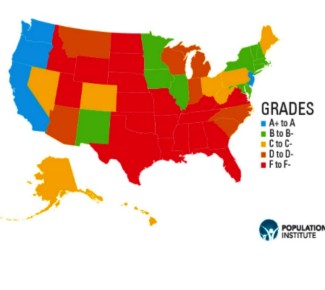 GRADES
A+ to A
B to B-
C to C-
D to D-
F to F-
POPULATION
INSTITUTE